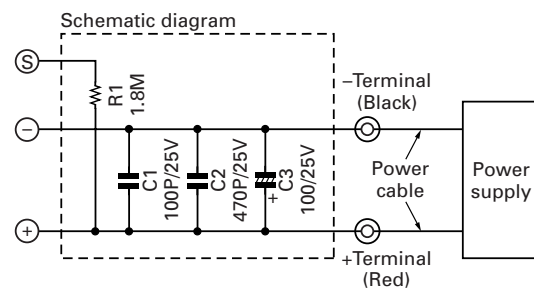 Schematic diagram
S
R1
1.8M
−Terminal
(Black)
−
C1
100P/25V
C2
470P/25V
+
C3
100/25V
Power
cable
Power
supply
+
+Terminal
(Red)